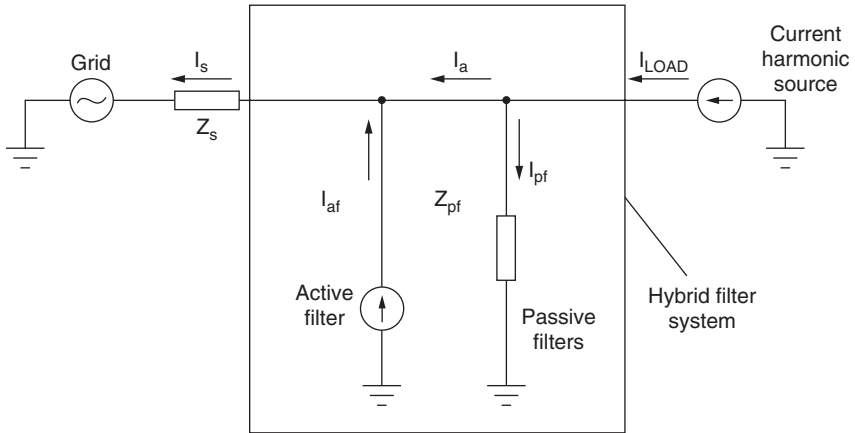 Grid
I_s
Z_s
I_a
I_LOAD
Current
harmonic
source
I_af
Z_pf
I_pf
Active
filter
Passive
filters
Hybrid filter
system